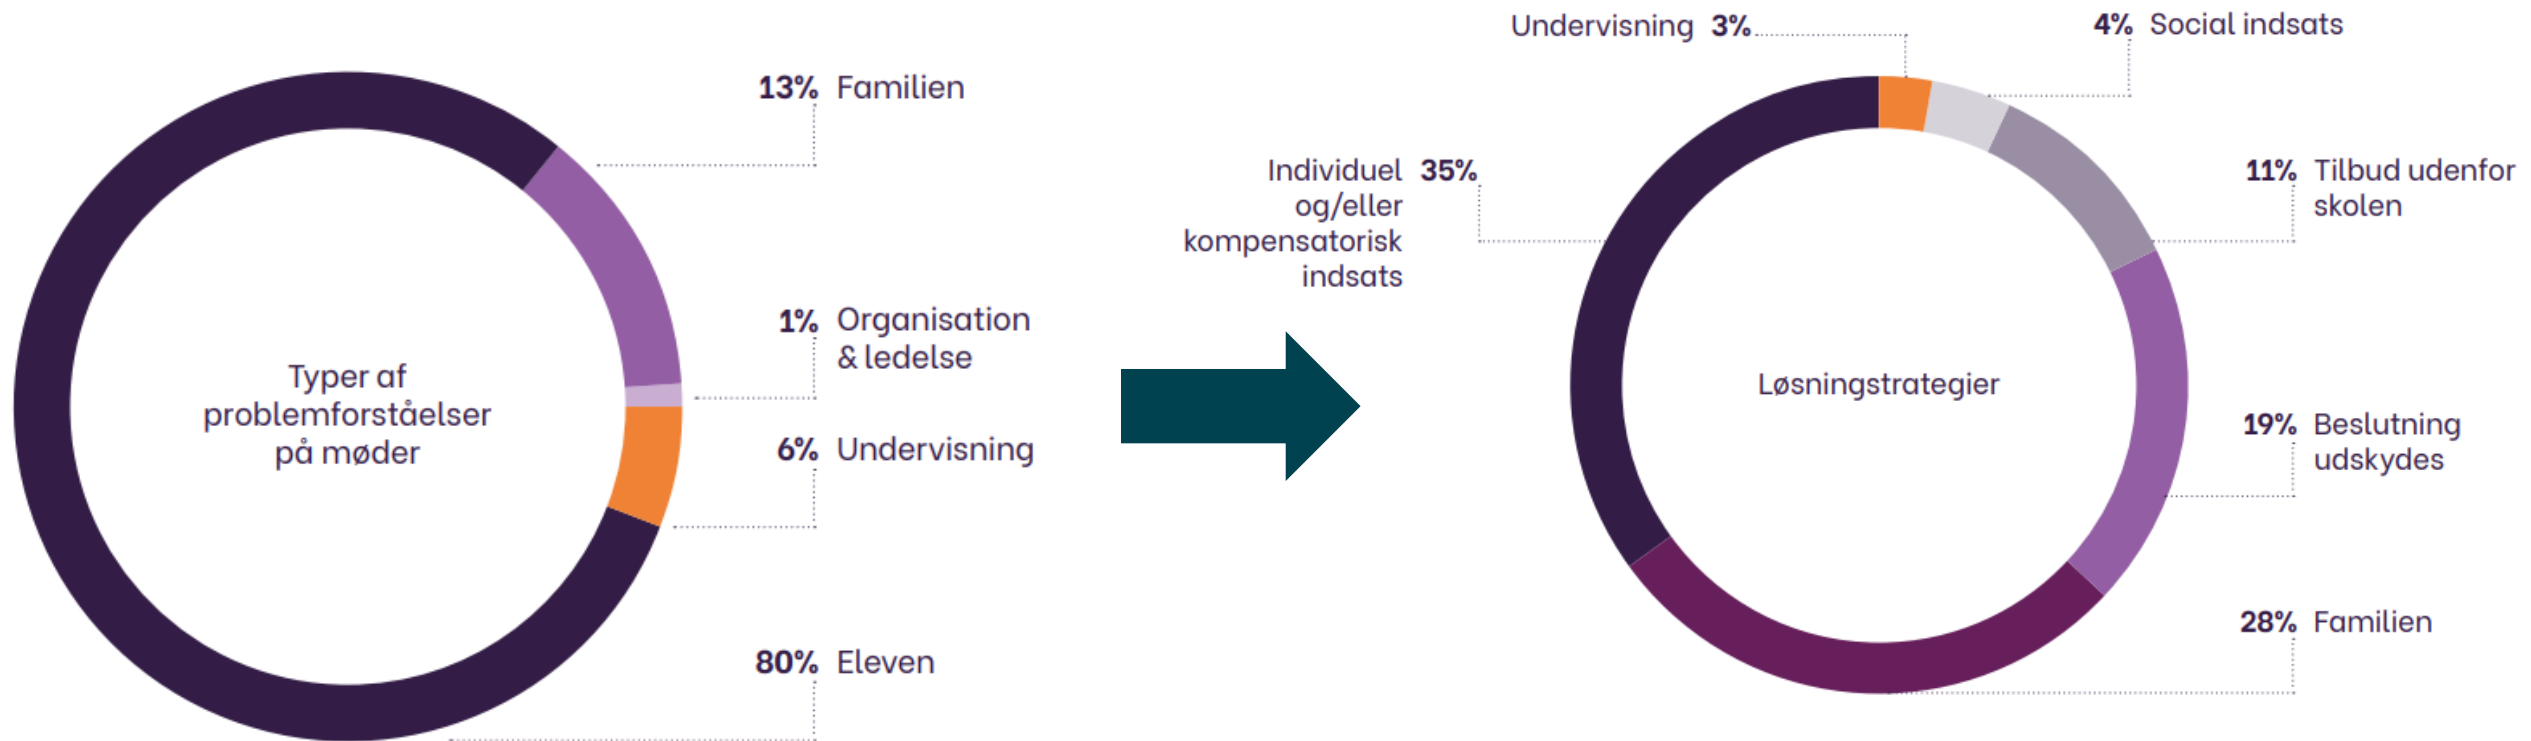 13% Familien
1% Organisation
& ledelse
6% Undervisning
80% Eleven
Typer af
problemforståelser
på møder
Undervisning 3%
4% Social indsats
Individuel 35%
og/eller
kompensatorisk
indsats
11% Tilbud udenfor
skolen
Løsningstrategier
19% Beslutning
udskydes
28% Familien